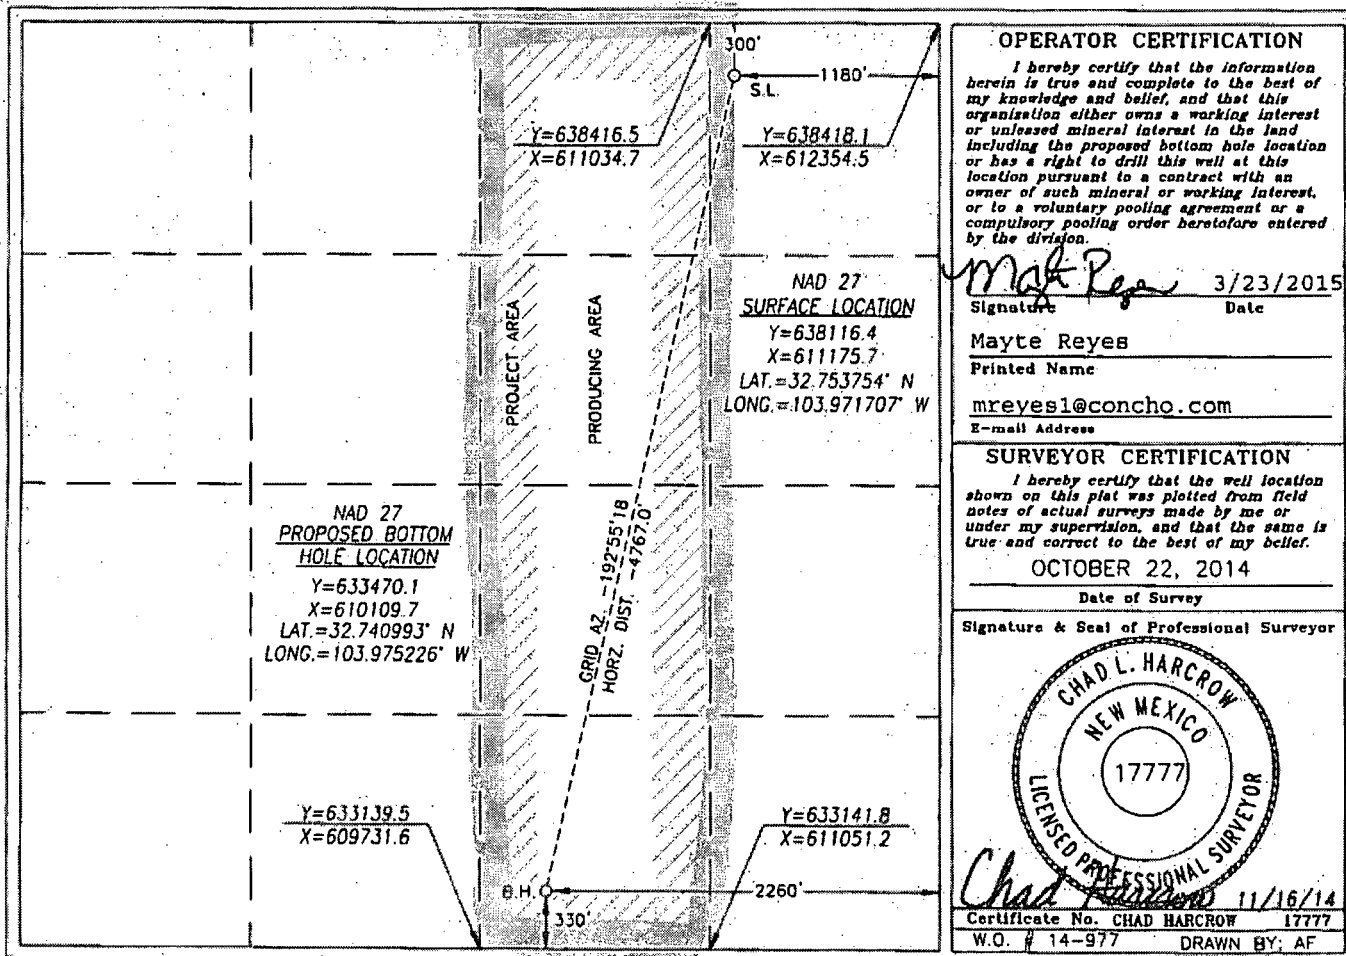 300'
1180'
S.L.
Y=638416.5
X=611034.7
Y=638418.1
X=612354.5
NAD 27
SURFACE LOCATION
Y=638116.4
X=611175.7
LAT.=32.753754° N
LONG.=103.971707° W
PROJECT AREA
PRODUCING AREA
GRID AZ. -192°55'18
HORZ. DIST. -4767.0'
NAD 27
PROPOSED BOTTOM
HOLE LOCATION
Y=633470.1
X=610109.7
LAT.=32.740993° N
LONG.=103.975226° W
Y=633139.5
X=609731.6
Y=633141.8
X=611051.2
B.H.
2260'
330'
OPERATOR CERTIFICATION
I hereby certify that the information
herein is true and complete to the best of
my knowledge and belief, and that this
organization either owns a working interest
or unleased mineral interest in the land
including the proposed bottom hole location
or has a right to drill this well at this
location pursuant to a contract with an
owner of such mineral or working interest,
or to a voluntary pooling agreement or a
compulsory pooling order heretofore entered
by the division.
3/23/2015
Signature Date
Mayte Reyes
Printed Name
mreyes1@concho.com
E-mail Address
SURVEYOR CERTIFICATION
I hereby certify that the well location
shown on this plat was plotted from field
notes of actual surveys made by me or
under my supervision, and that the same is
true and correct to the best of my belief.
OCTOBER 22, 2014
Date of Survey
Signature & Seal of Professional Surveyor
CHAD L. HARCROW
NEW MEXICO
17777
LICENSED PROFESSIONAL SURVEYOR
Chad Harcrow 11/16/14
Certificate No. CHAD HARCROW 17777
W.O. # 14-977 DRAWN BY: AF